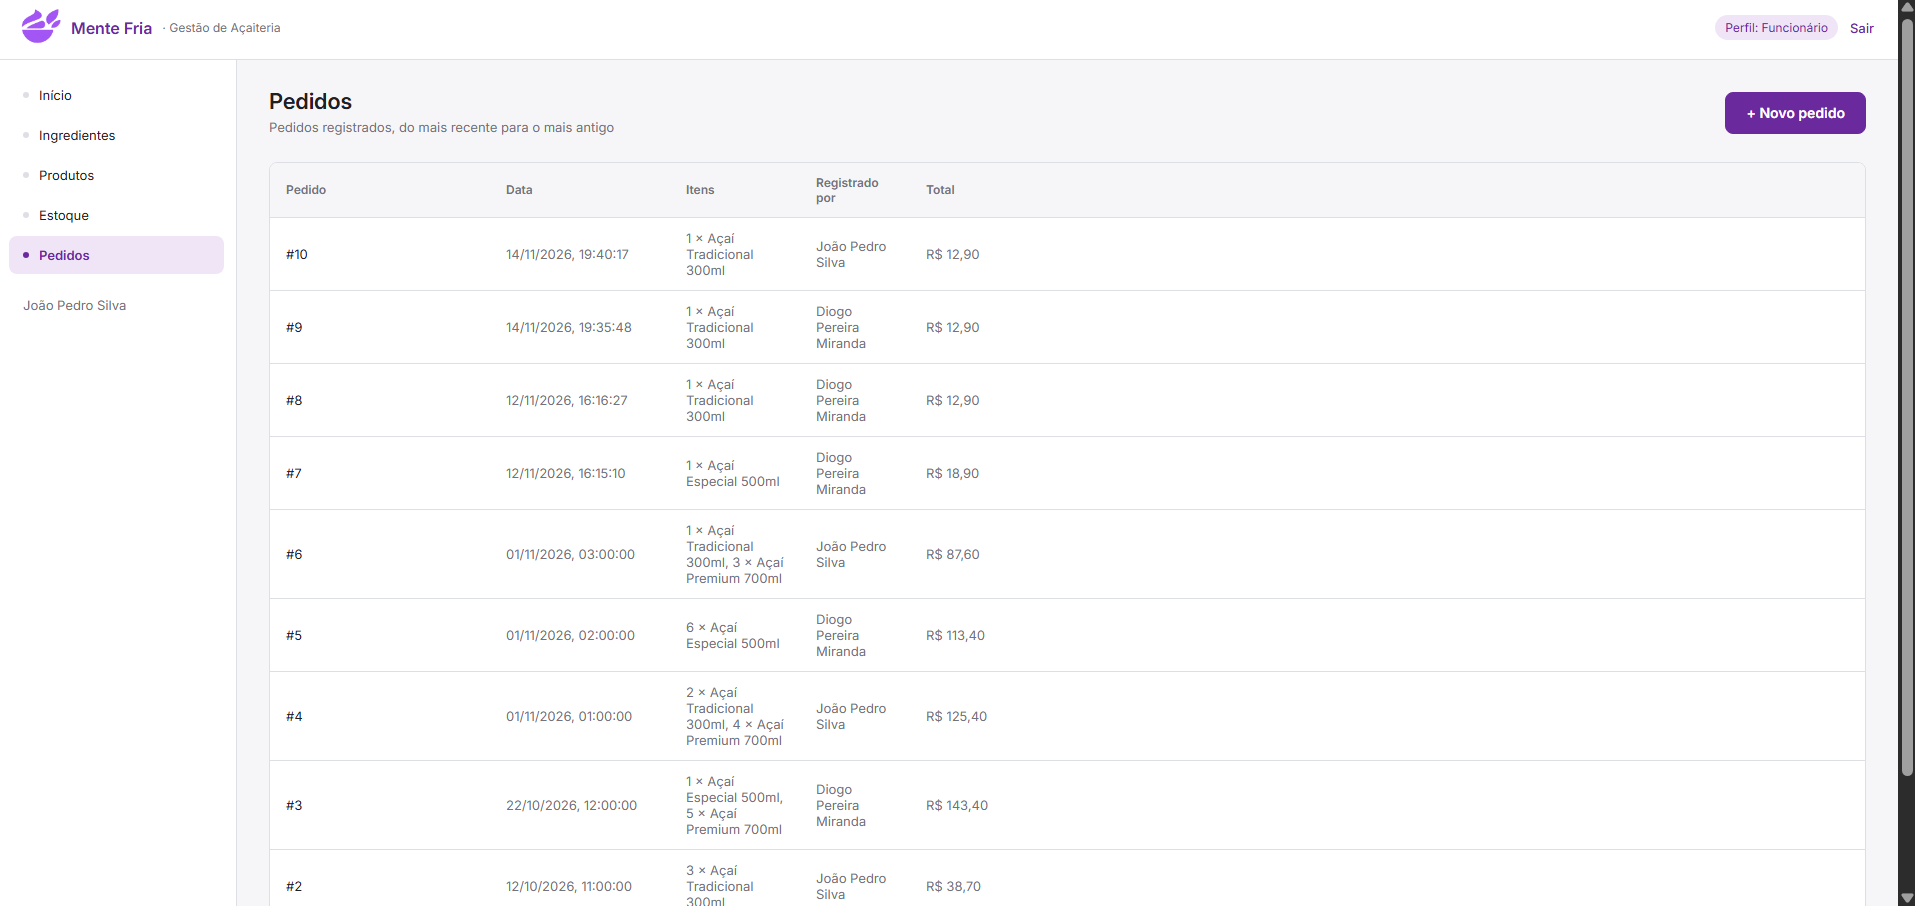 Mente Fria · Gestão de Açaiteria
Perfil: Funcionário Sair
Início
Ingredientes
Produtos
Estoque
Pedidos
João Pedro Silva
Pedidos
Pedidos registrados, do mais recente para o mais antigo
+ Novo pedido
Pedido Data Itens Registrado
por Total
#10 14/11/2026, 19:40:17 1 × Açaí
Tradicional
300ml João Pedro
Silva R$ 12,90
#9 14/11/2026, 19:35:48 1 × Açaí
Tradicional
300ml Diogo
Pereira
Miranda R$ 12,90
#8 12/11/2026, 16:16:27 1 × Açaí
Tradicional
300ml Diogo
Pereira
Miranda R$ 12,90
#7 12/11/2026, 16:15:10 1 × Açaí
Especial 500ml Diogo
Pereira
Miranda R$ 18,90
#6 01/11/2026, 03:00:00 1 × Açaí
Tradicional
300ml, 3 × Açaí
Premium 700ml João Pedro
Silva R$ 87,60
#5 01/11/2026, 02:00:00 6 × Açaí
Especial 500ml Diogo
Pereira
Miranda R$ 113,40
#4 01/11/2026, 01:00:00 2 × Açaí
Tradicional
300ml, 4 × Açaí
Premium 700ml João Pedro
Silva R$ 125,40
#3 22/10/2026, 12:00:00 1 × Açaí
Especial 500ml,
5 × Açaí
Premium 700ml Diogo
Pereira
Miranda R$ 143,40
#2 12/10/2026, 11:00:00 3 × Açaí
Tradicional
300ml João Pedro
Silva R$ 38,70